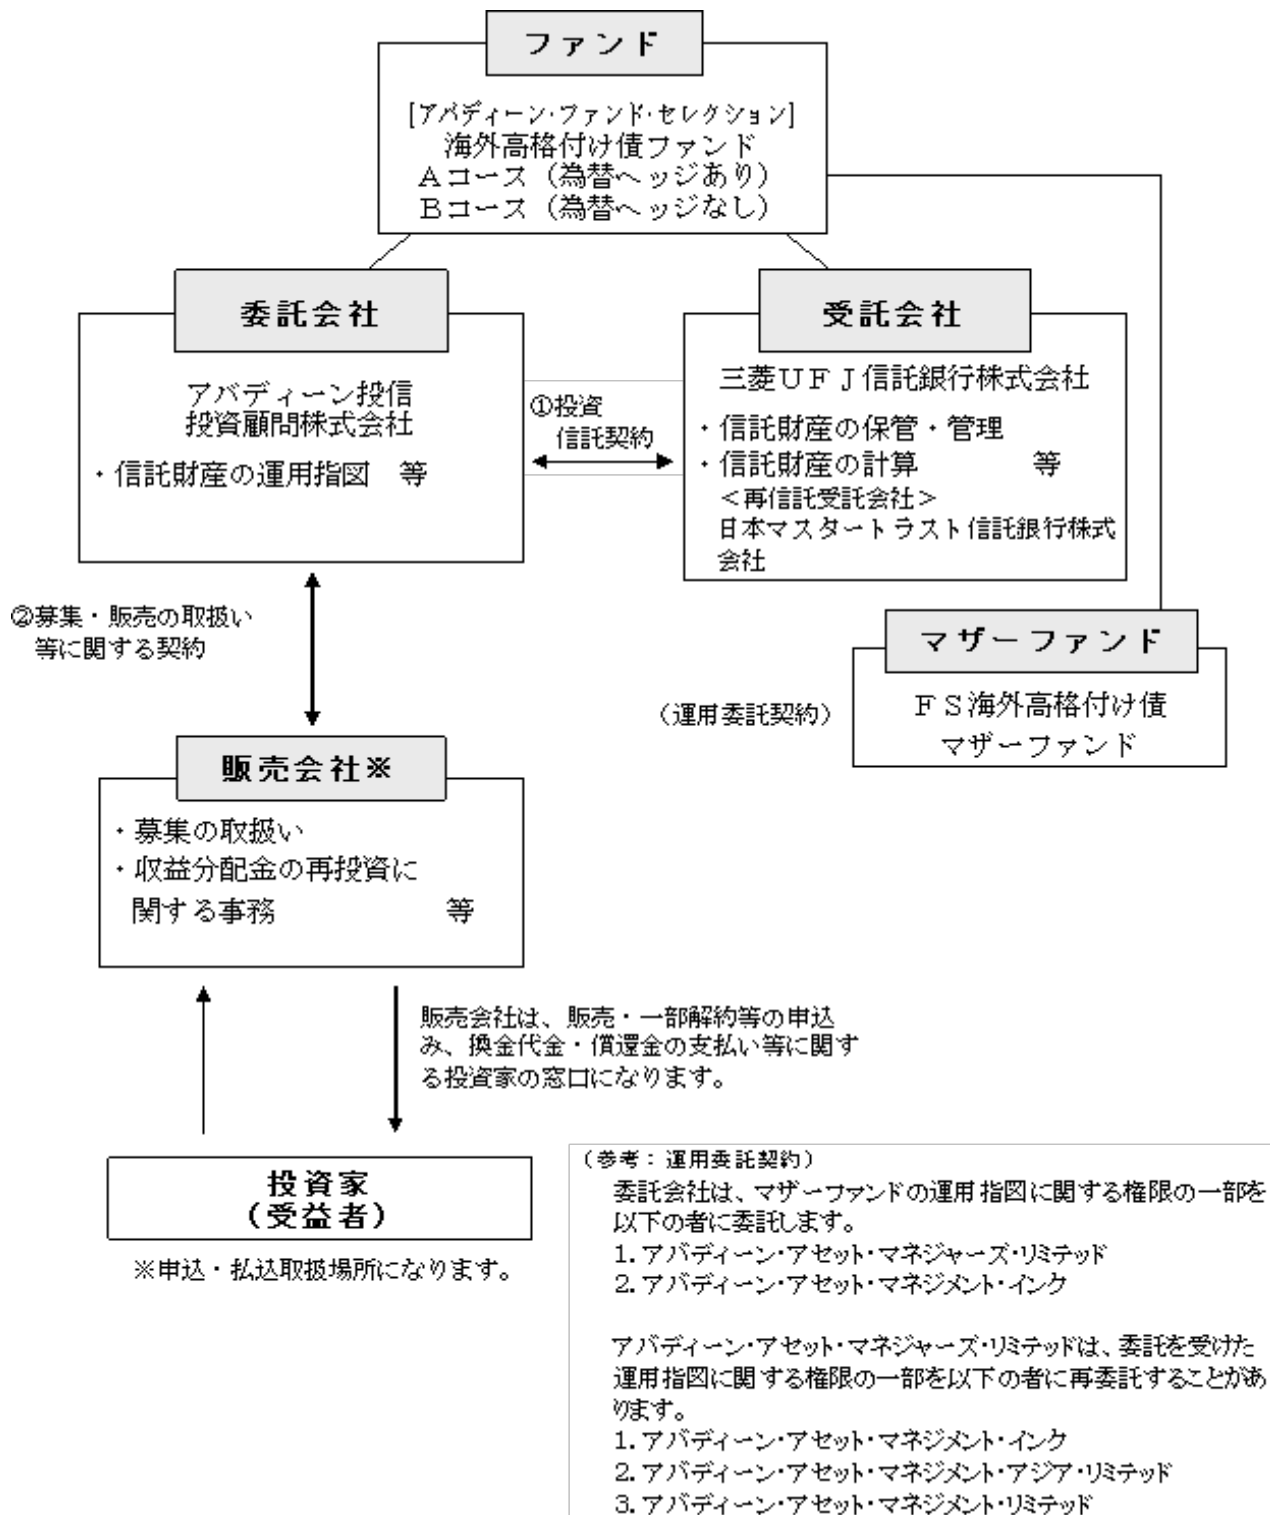 ファンド
[アバディーン・ファンド・セレクション]
海外高格付け債ファンド
Aコース（為替ヘッジあり）
Bコース（為替ヘッジなし）
委託会社
アバディーン投信
投資顧問株式会社
・信託財産の運用指図　等
①投資
信託契約
受託会社
三菱UFJ信託銀行株式会社
・信託財産の保管・管理
・信託財産の計算　　　等
＜再信託受託会社＞
日本マスタートラスト信託銀行株式
会社
②募集・販売の取扱い
等に関する契約
マザーファンド
（運用委託契約）
FS海外高格付け債
マザーファンド
販売会社※
・募集の取扱い
・収益分配金の再投資に
関する事務　　　　　等
販売会社は、販売・一部解約等の申込
み、換金代金・償還金の支払い等に関す
る投資家の窓口になります。
投資家
（受益者）
※申込・払込取扱場所になります。
（参考：運用委託契約）
委託会社は、マザーファンドの運用指図に関する権限の一部を
以下の者に委託します。
1. アバディーン・アセット・マネジャーズ・リミテッド
2. アバディーン・アセット・マネジメント・インク
アバディーン・アセット・マネジャーズ・リミテッドは、委託を受けた
運用指図に関する権限の一部を以下の者に再委託することがあ
ります。
1. アバディーン・アセット・マネジメント・インク
2. アバディーン・アセット・マネジメント・アジア・リミテッド
3. アバディーン・アセット・マネジメント・リミテッド